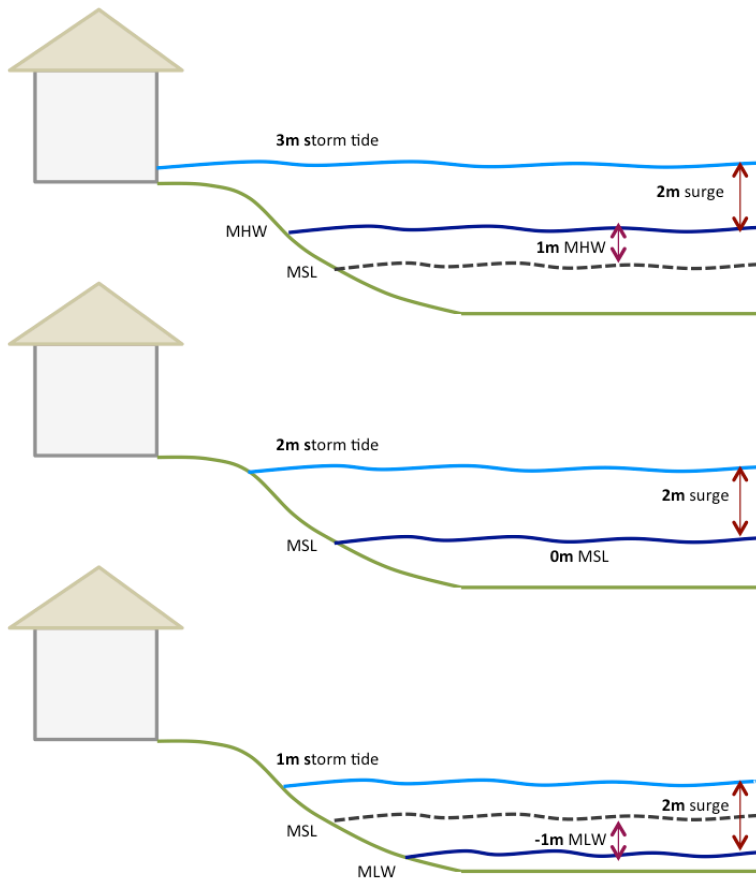 3m storm tide
2m surge
MHW
1m MHW
MSL
2m storm tide
2m surge
MSL
0m MSL
1m storm tide
2m surge
MSL
-1m MLW
MLW